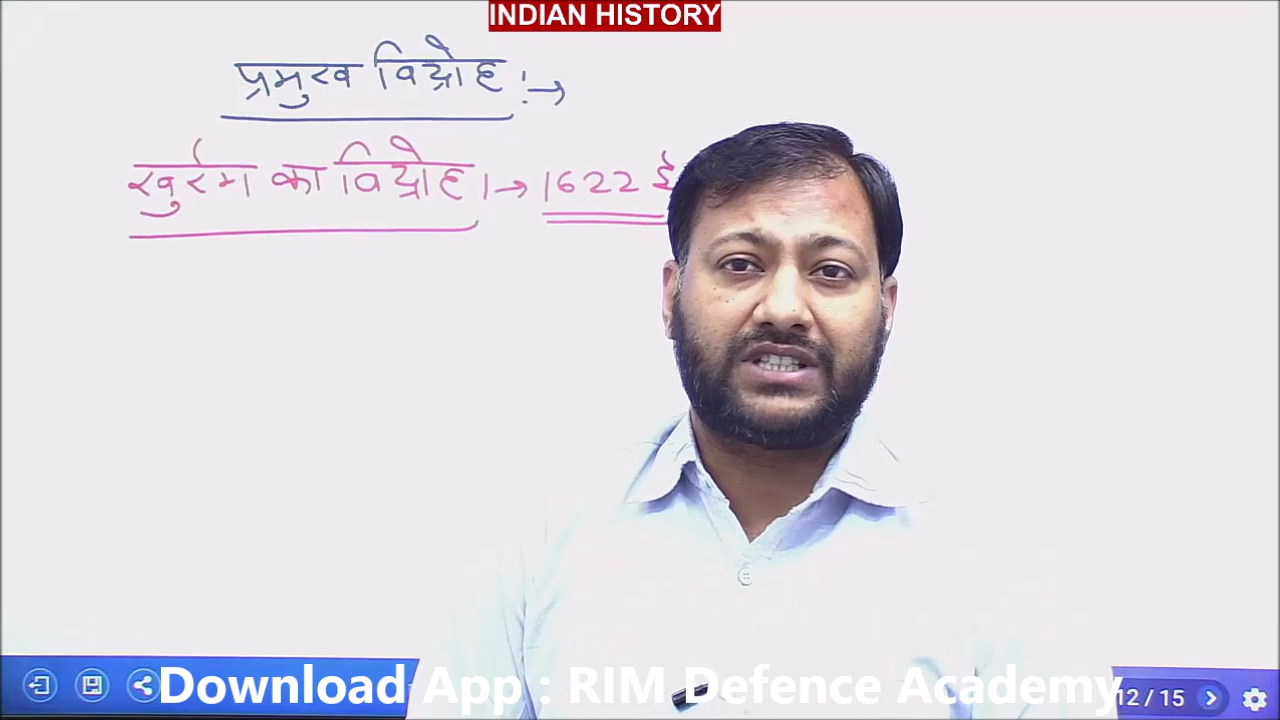 INDIAN HISTORY
प्रमुख विद्रोह :→
खुर्रम का विद्रोह।→ 1622 ई
Download App : RIM Defence Academy
12 / 15